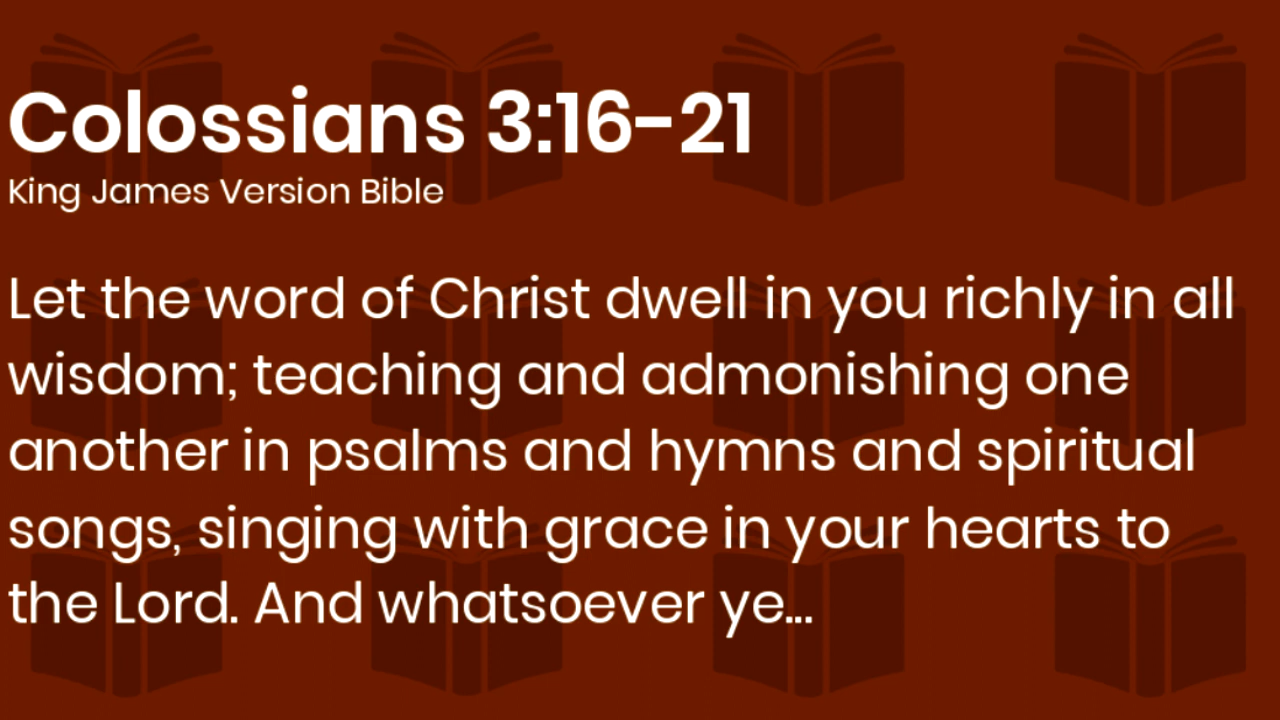 Colossians 3:16-21
King James Version Bible
Let the word of Christ dwell in you richly in all
wisdom; teaching and admonishing one
another in psalms and hymns and spiritual
songs, singing with grace in your hearts to
the Lord. And whatsoever ye...